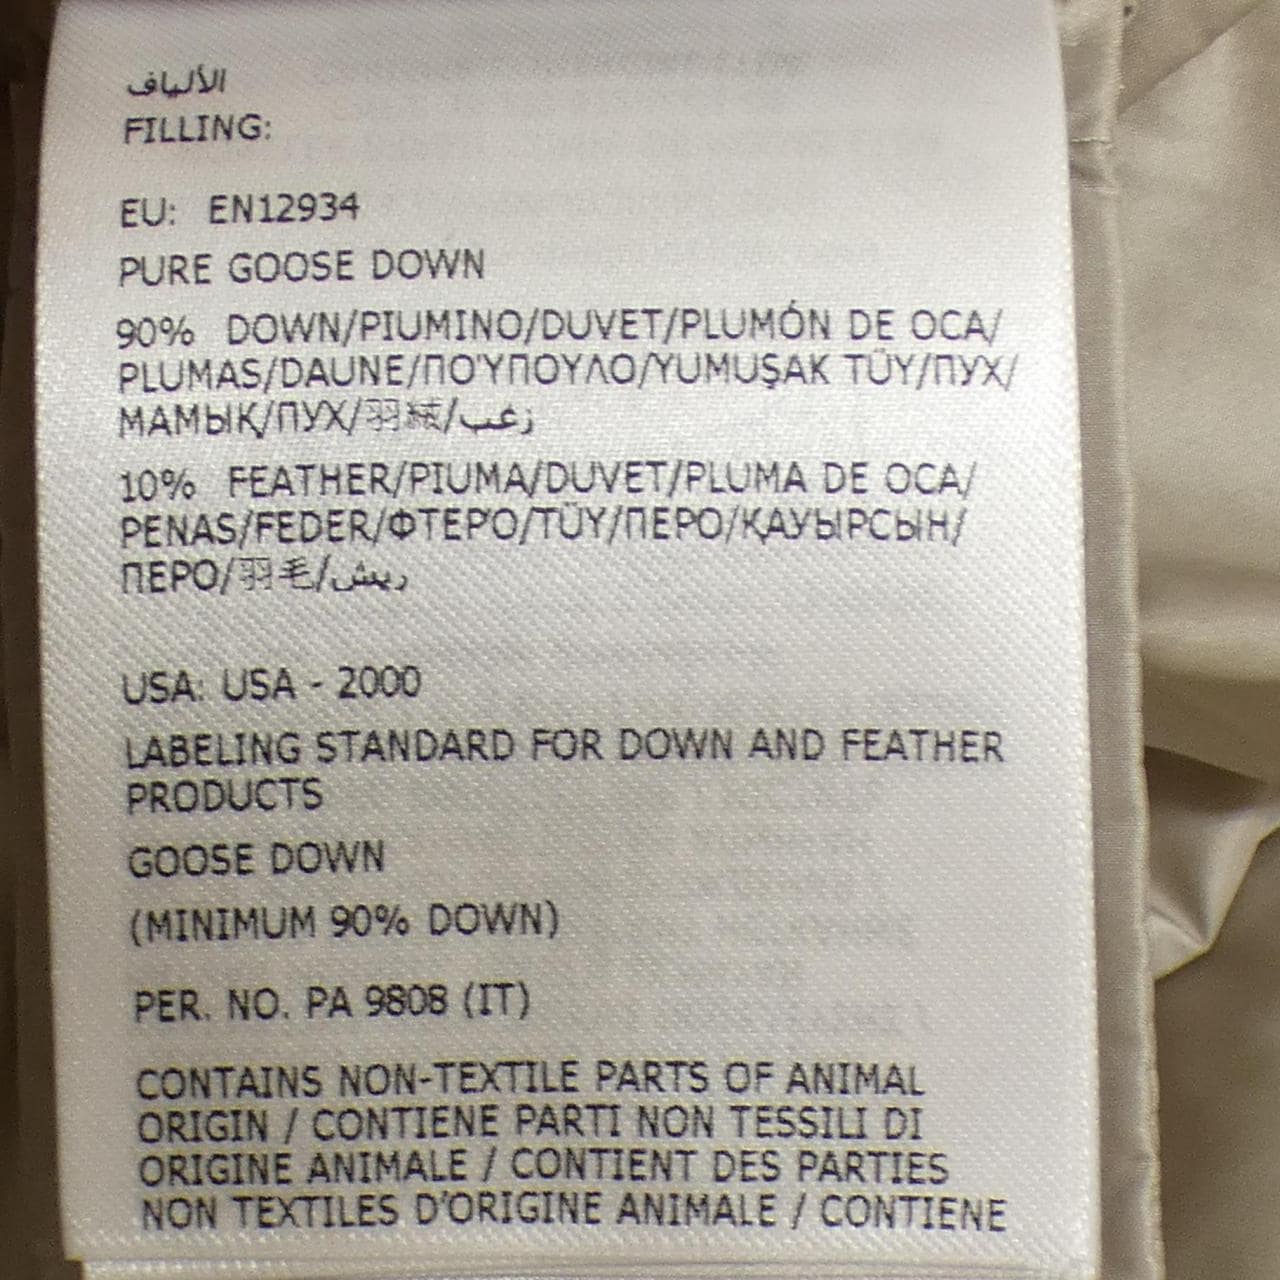 الألياف
FILLING:
EU: EN12934
PURE GOOSE DOWN
90% DOWN/PIUMINO/DUVET/PLUMÓN DE OCA/
PLUMAS/DAUNE/ΠΟΎΠΟΥΛΟ/YUMUŞAK TÜY/ПУХ/
МАМЫҚ/ПУХ/羽絨/زغب
10% FEATHER/PIUMA/DUVET/PLUMA DE OCA/
PENAS/FEDER/ΦΤΕΡΌ/TÜY/ПЕРО/ҚАУЫРСЫН/
ПЕРО/羽毛/ريش
USA: USA - 2000
LABELING STANDARD FOR DOWN AND FEATHER
PRODUCTS
GOOSE DOWN
(MINIMUM 90% DOWN)
PER. NO. PA 9808 (IT)
CONTAINS NON-TEXTILE PARTS OF ANIMAL
ORIGIN / CONTIENE PARTI NON TESSILI DI
ORIGINE ANIMALE / CONTIENT DES PARTIES
NON TEXTILES D'ORIGINE ANIMALE / CONTIENE